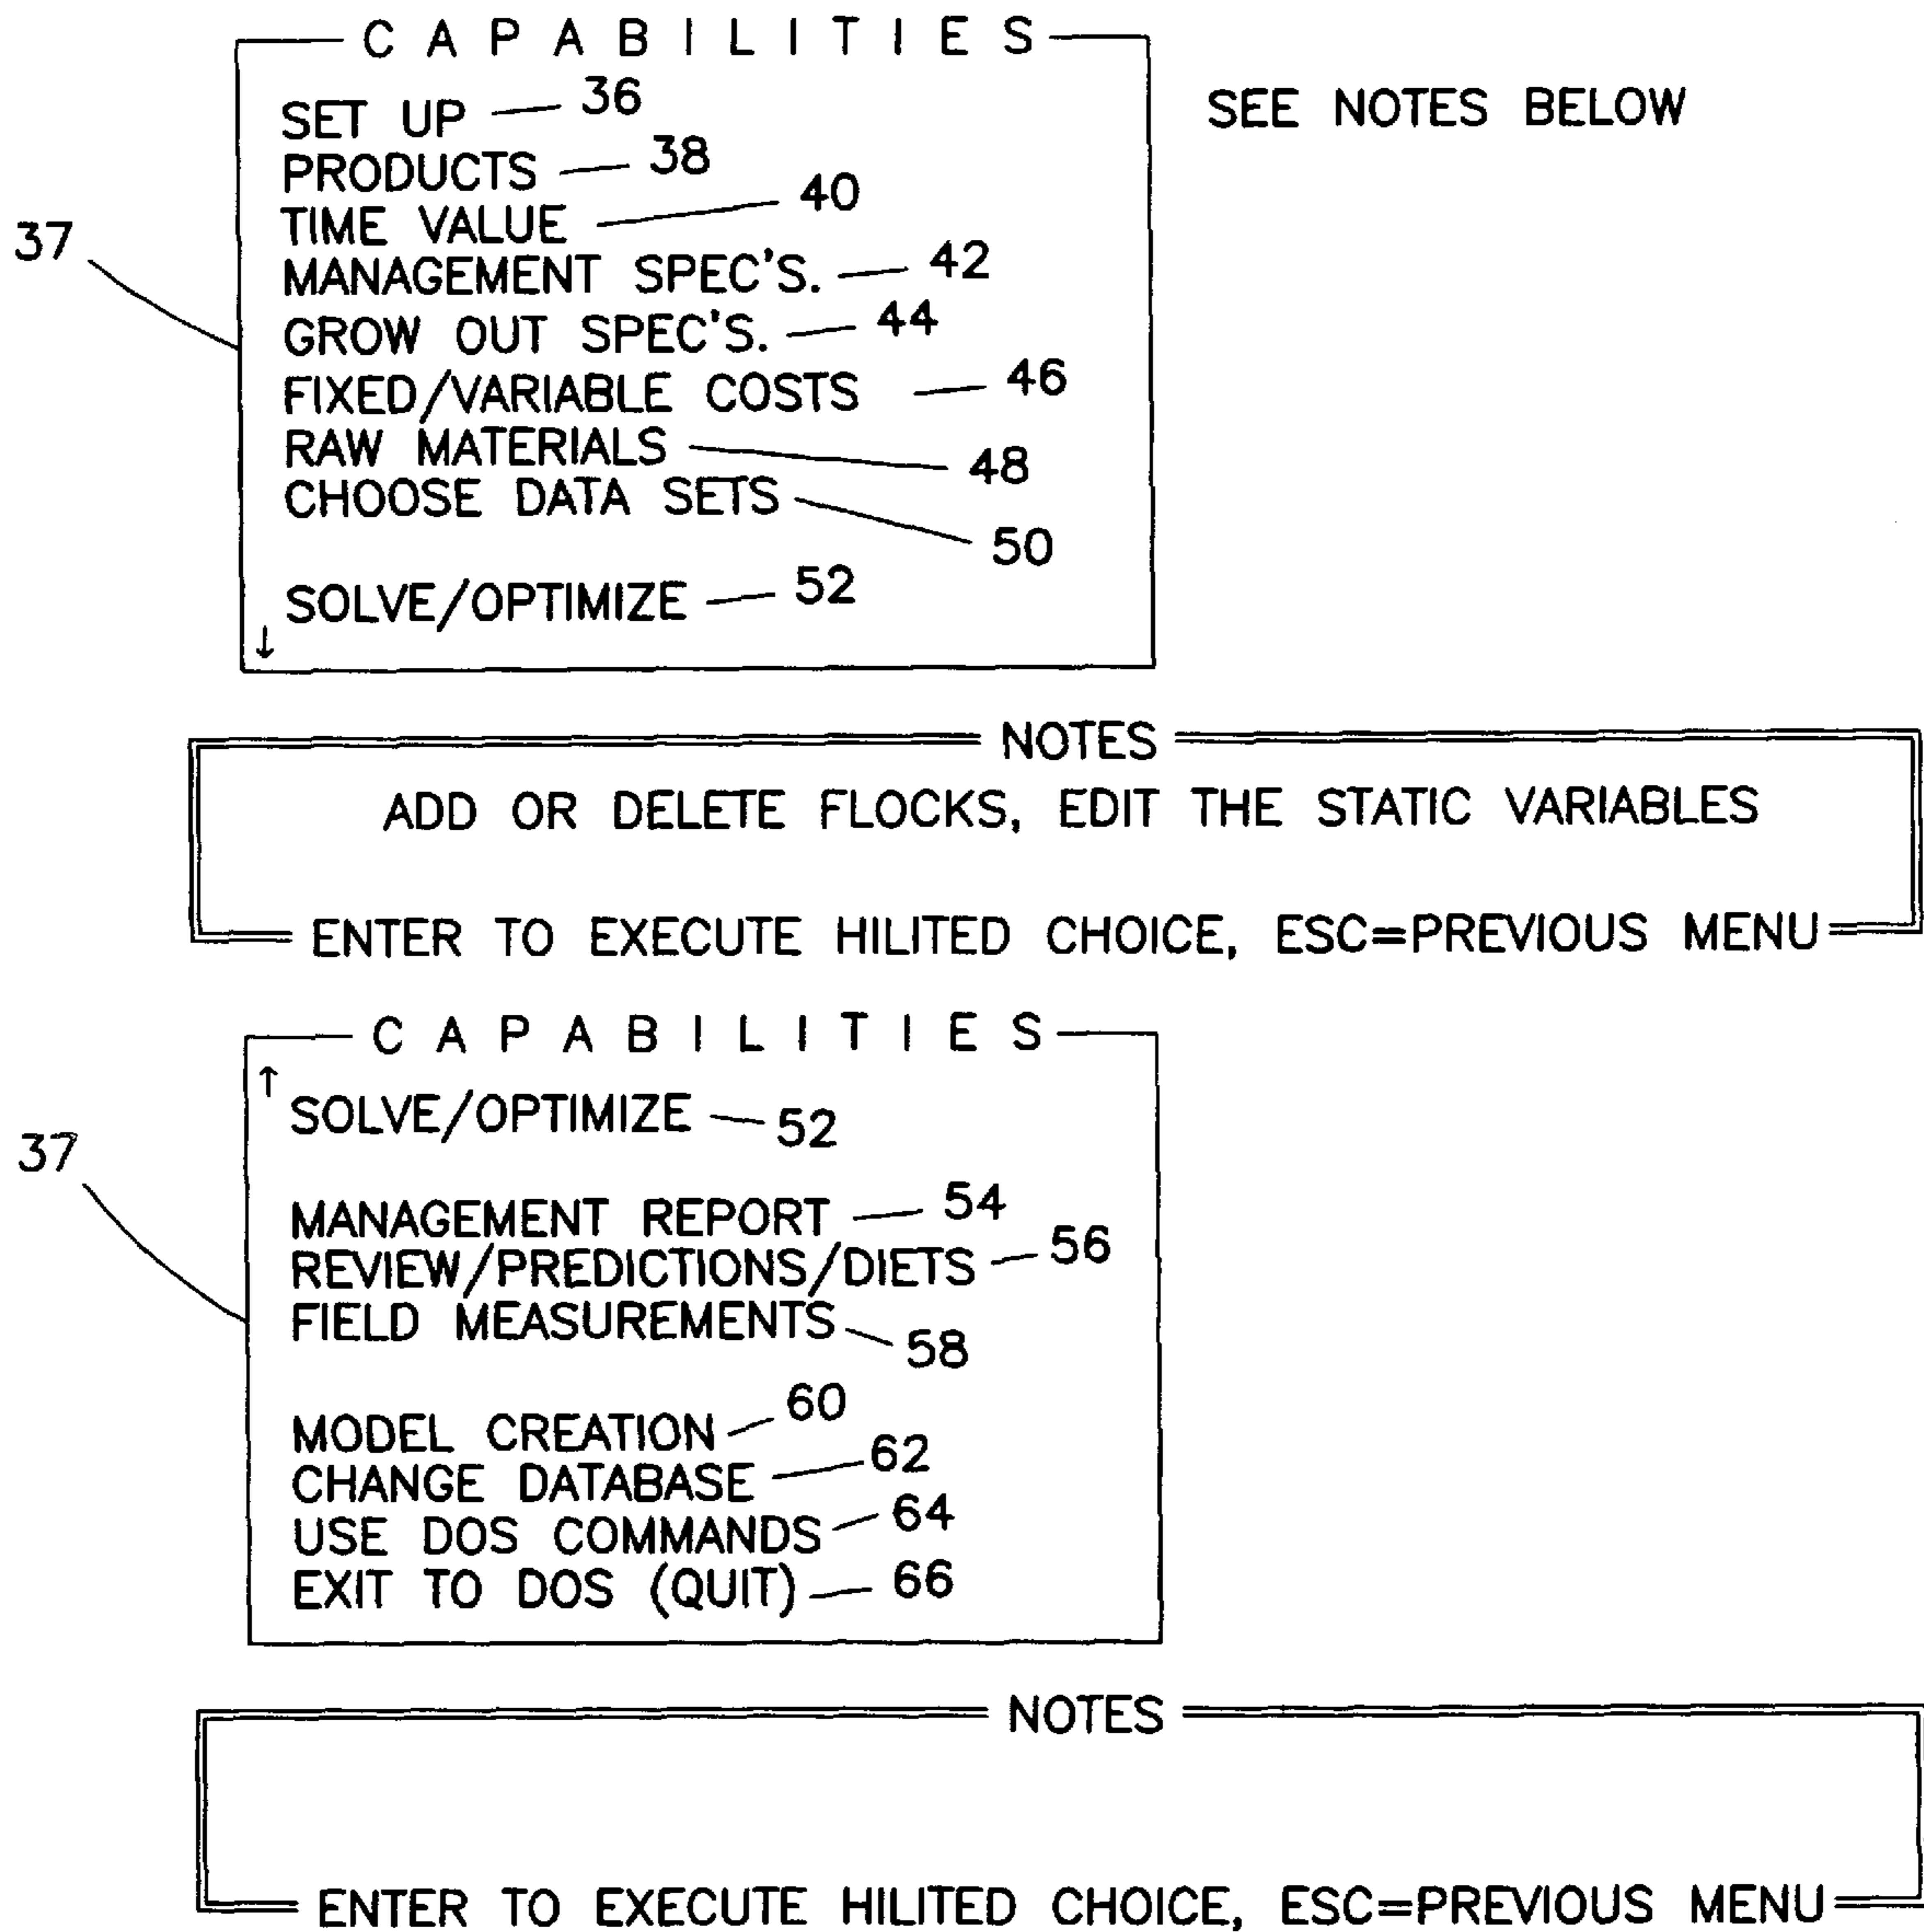 C A P A B I L I T I E S
SET UP 36
SEE NOTES BELOW
PRODUCTS 38
TIME VALUE 40
37
MANAGEMENT SPEC'S. 42
GROW OUT SPEC'S. 44
FIXED/VARIABLE COSTS 46
RAW MATERIALS 48
CHOOSE DATA SETS 50
SOLVE/OPTIMIZE 52
↓
NOTES
ADD OR DELETE FLOCKS, EDIT THE STATIC VARIABLES
ENTER TO EXECUTE HILITED CHOICE, ESC=PREVIOUS MENU
C A P A B I L I T I E S
↑
SOLVE/OPTIMIZE 52
37
MANAGEMENT REPORT 54
REVIEW/PREDICTIONS/DIETS 56
FIELD MEASUREMENTS 58
MODEL CREATION 60
CHANGE DATABASE 62
USE DOS COMMANDS 64
EXIT TO DOS (QUIT) 66
NOTES
ENTER TO EXECUTE HILITED CHOICE, ESC=PREVIOUS MENU